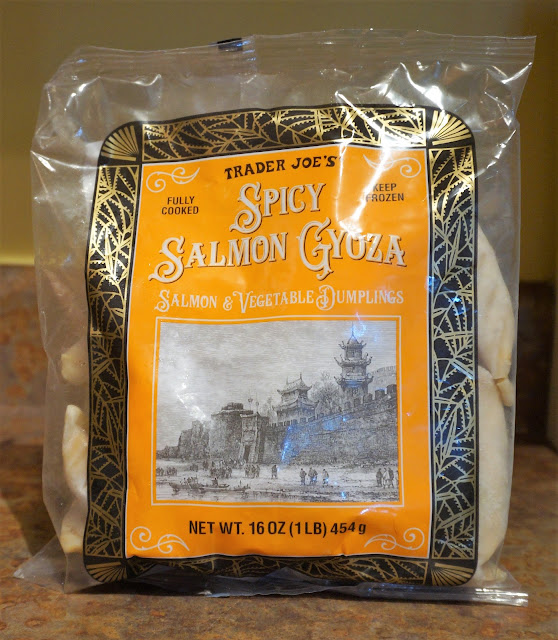 TRADER JOE'S
FULLY COOKED
KEEP FROZEN
SPICY
SALMON GYOZA
SALMON & VEGETABLE DUMPLINGS
NET WT. 16 OZ (1 LB) 454g